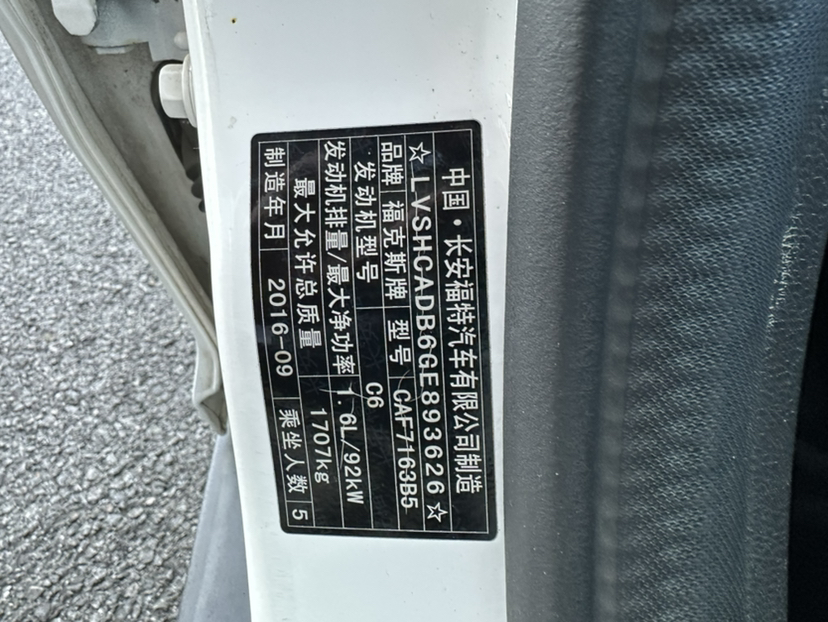 中国·长安福特汽车有限公司制造
☆LVSHCADB6GE893626☆
品牌 福克斯牌 型号 CAF7163B5
发动机型号 C6
发动机排量/最大净功率 1.6L/92kW
最大允许总质量 1707kg
制造年月 2016-09 乘坐人数 5